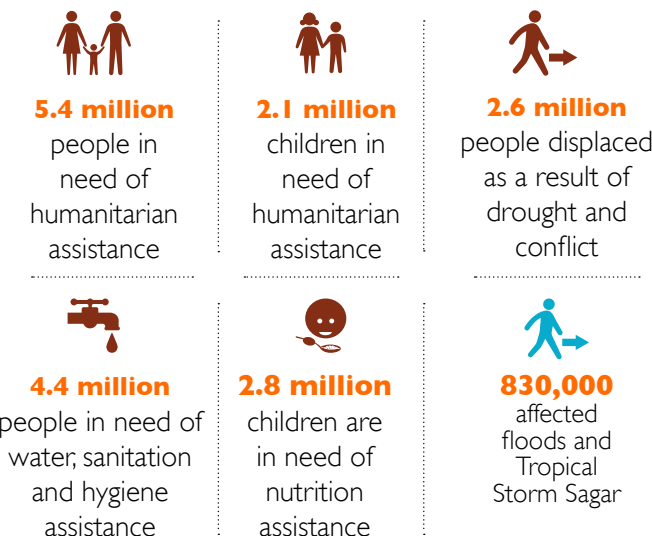 5.4 million
people in
need of
humanitarian
assistance
2.1 million
children in
need of
humanitarian
assistance
2.6 million
people displaced
as a result of
drought and
conflict
4.4 million
people in need of
water, sanitation
and hygiene
assistance
2.8 million
children are
in need of
nutrition
assistance
830,000
affected
floods and
Tropical
Storm Sagar